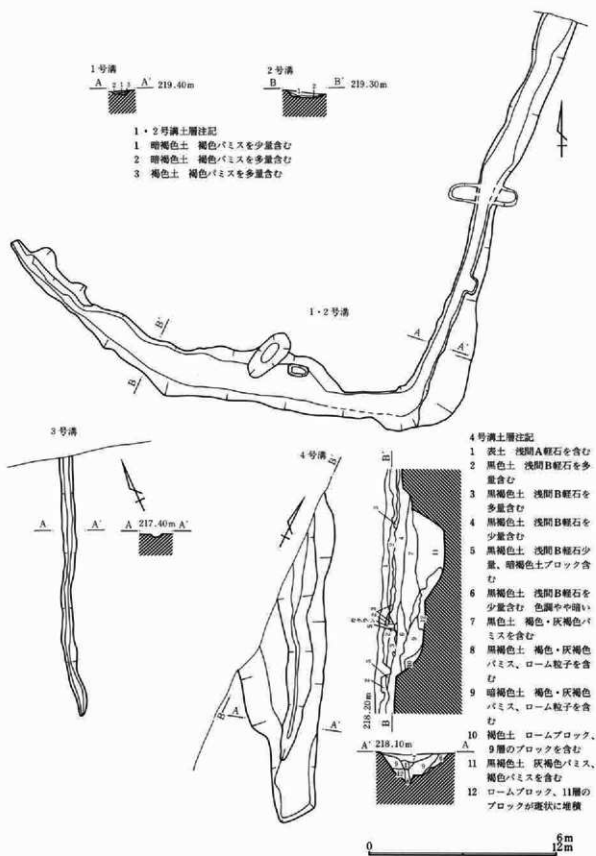 1号溝
A 2 1 3 A' 219.40m
2号溝
B 1 2 B' 219.30m
1・2号溝土層注記
1 暗褐色土 褐色パミスを少量含む
2 暗褐色土 褐色パミスを多量含む
3 褐色土 褐色パミスを多量含む
1・2号溝
A
A'
B'
B
3号溝
A A'
A 217.40m A'
4号溝
B'
A
A'
B
B'
218.20m
B
A' 218.10m A
4号溝土層注記
1 表土 浅間A軽石を含む
2 黒色土 浅間B軽石を多
量含む
3 黒褐色土 浅間B軽石を
多量含む
4 黒褐色土 浅間B軽石を
少量含む
5 黒褐色土 浅間B軽石少
量、暗褐色土ブロック含
む
6 黒褐色土 浅間B軽石を
少量含む 色調やや暗い
7 黒色土 褐色・灰褐色パ
ミスを含む
8 黒褐色土 褐色・灰褐色
パミス、ローム粒子を含
む
9 暗褐色土 褐色・灰褐色
パミス、ローム粒子を含
む
10 褐色土 ロームブロック、
9層のブロックを含む
11 黒褐色土 灰褐色パミス、
褐色パミスを含む
12 ロームブロック、11層の
ブロックが斑状に堆積
0 6m
12m